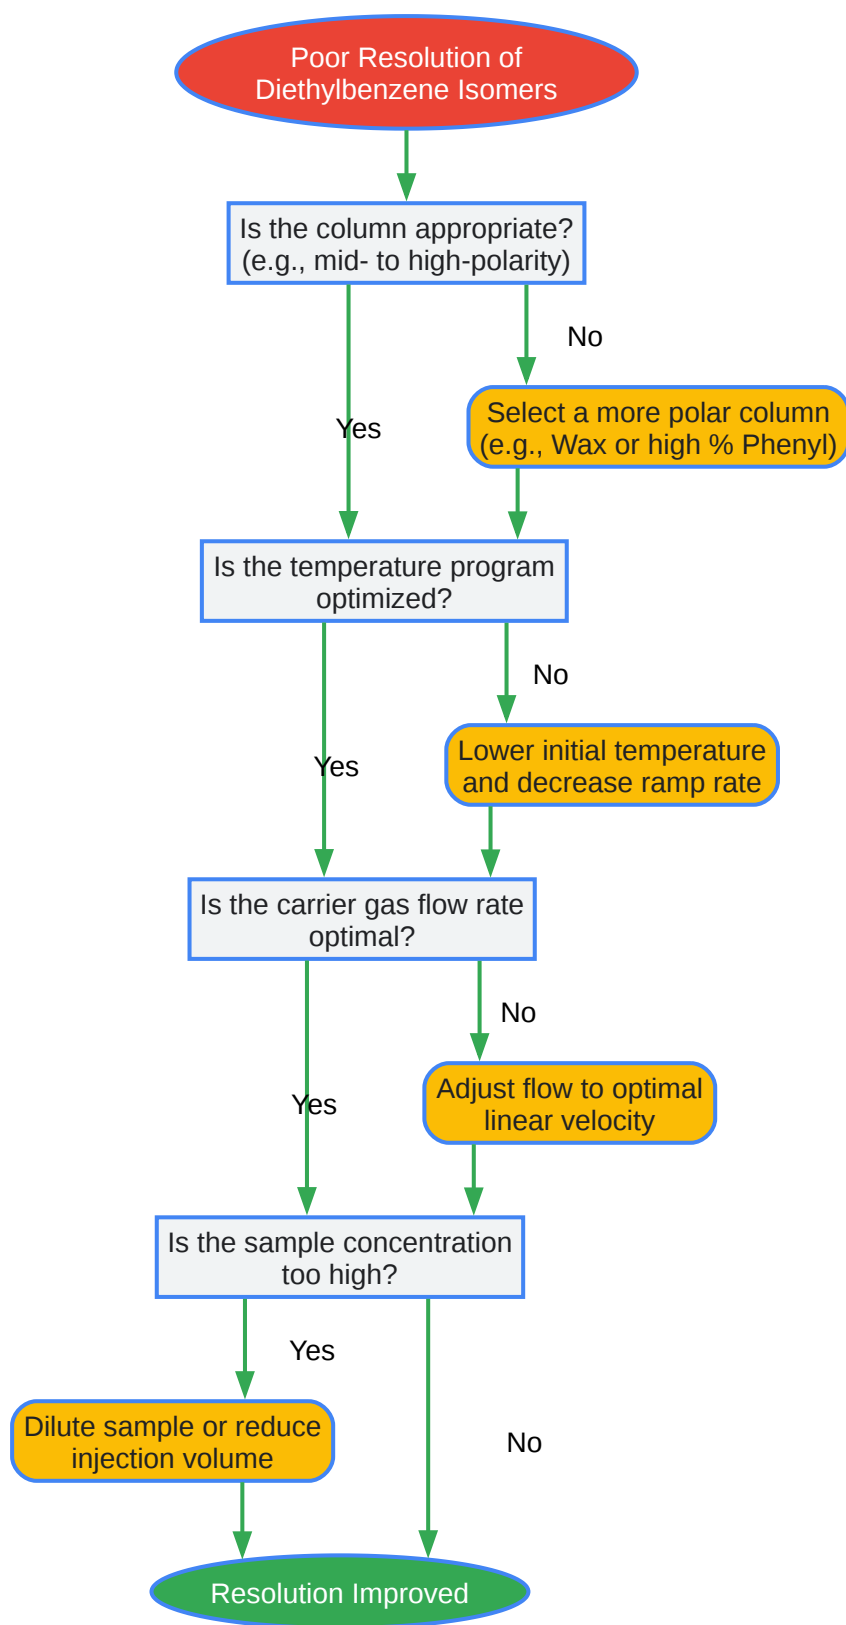 Poor Resolution of
Diethylbenzene Isomers
Is the column appropriate?
(e.g., mid- to high-polarity)
No
Yes
Select a more polar column
(e.g., Wax or high % Phenyl)
Is the temperature program
optimized?
No
Yes
Lower initial temperature
and decrease ramp rate
Is the carrier gas flow rate
optimal?
No
Yes
Adjust flow to optimal
linear velocity
Is the sample concentration
too high?
Yes
No
Dilute sample or reduce
injection volume
Resolution Improved